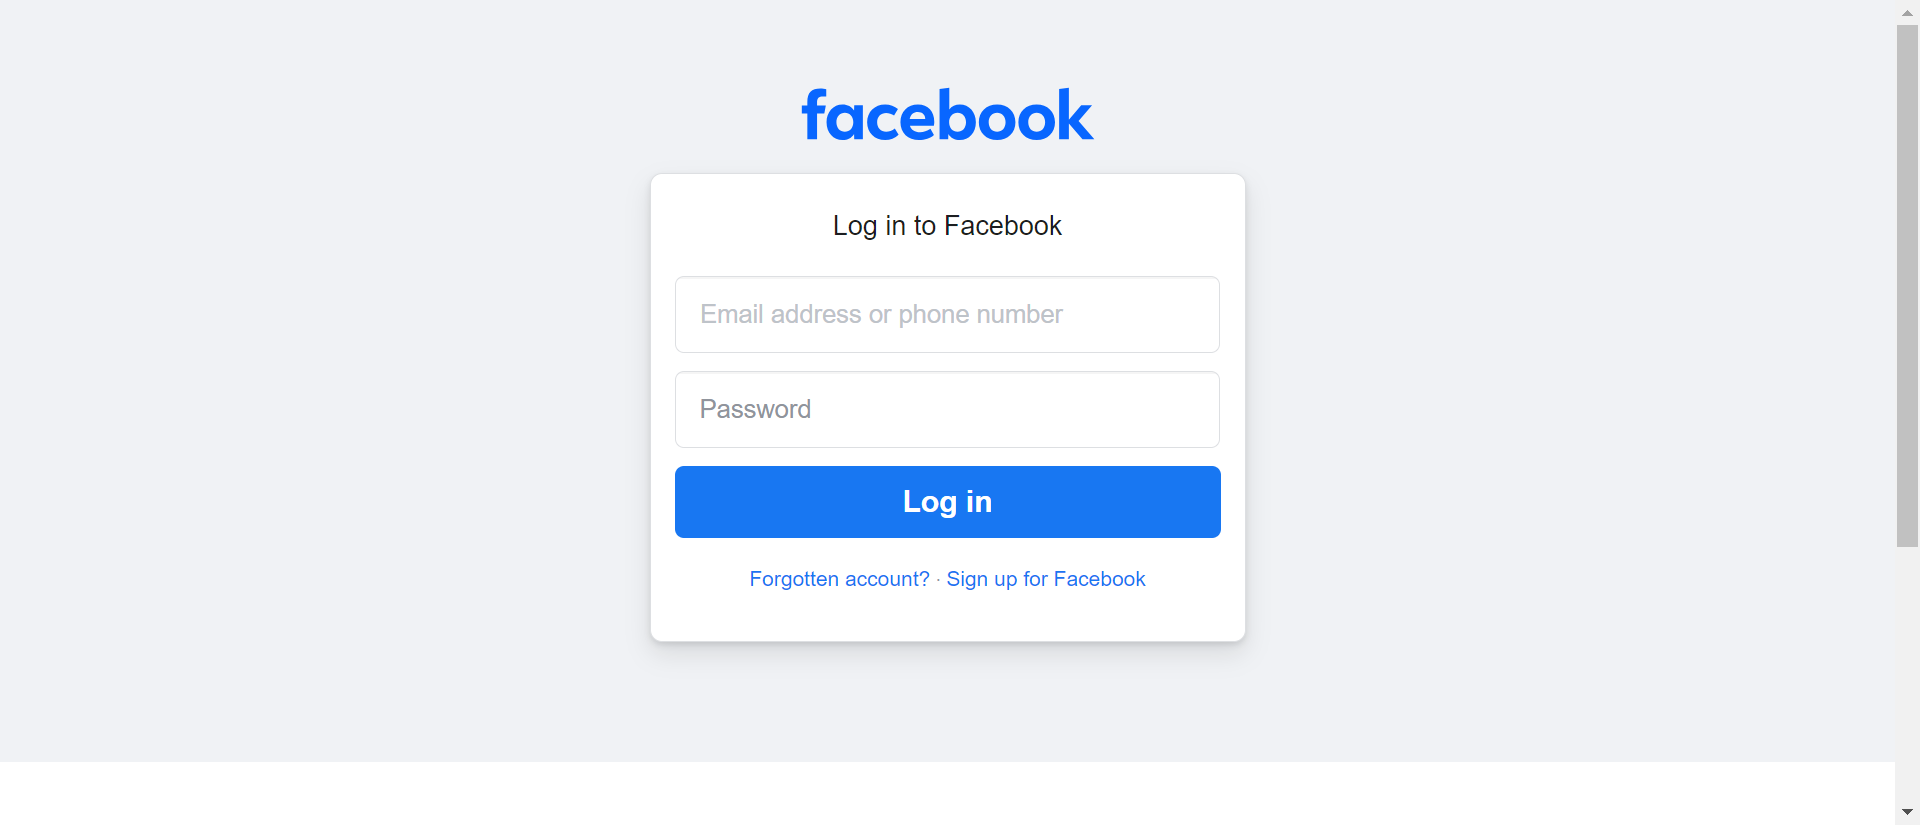 facebook
Log in to Facebook
Email address or phone number
Password
Log in
Forgotten account? · Sign up for Facebook